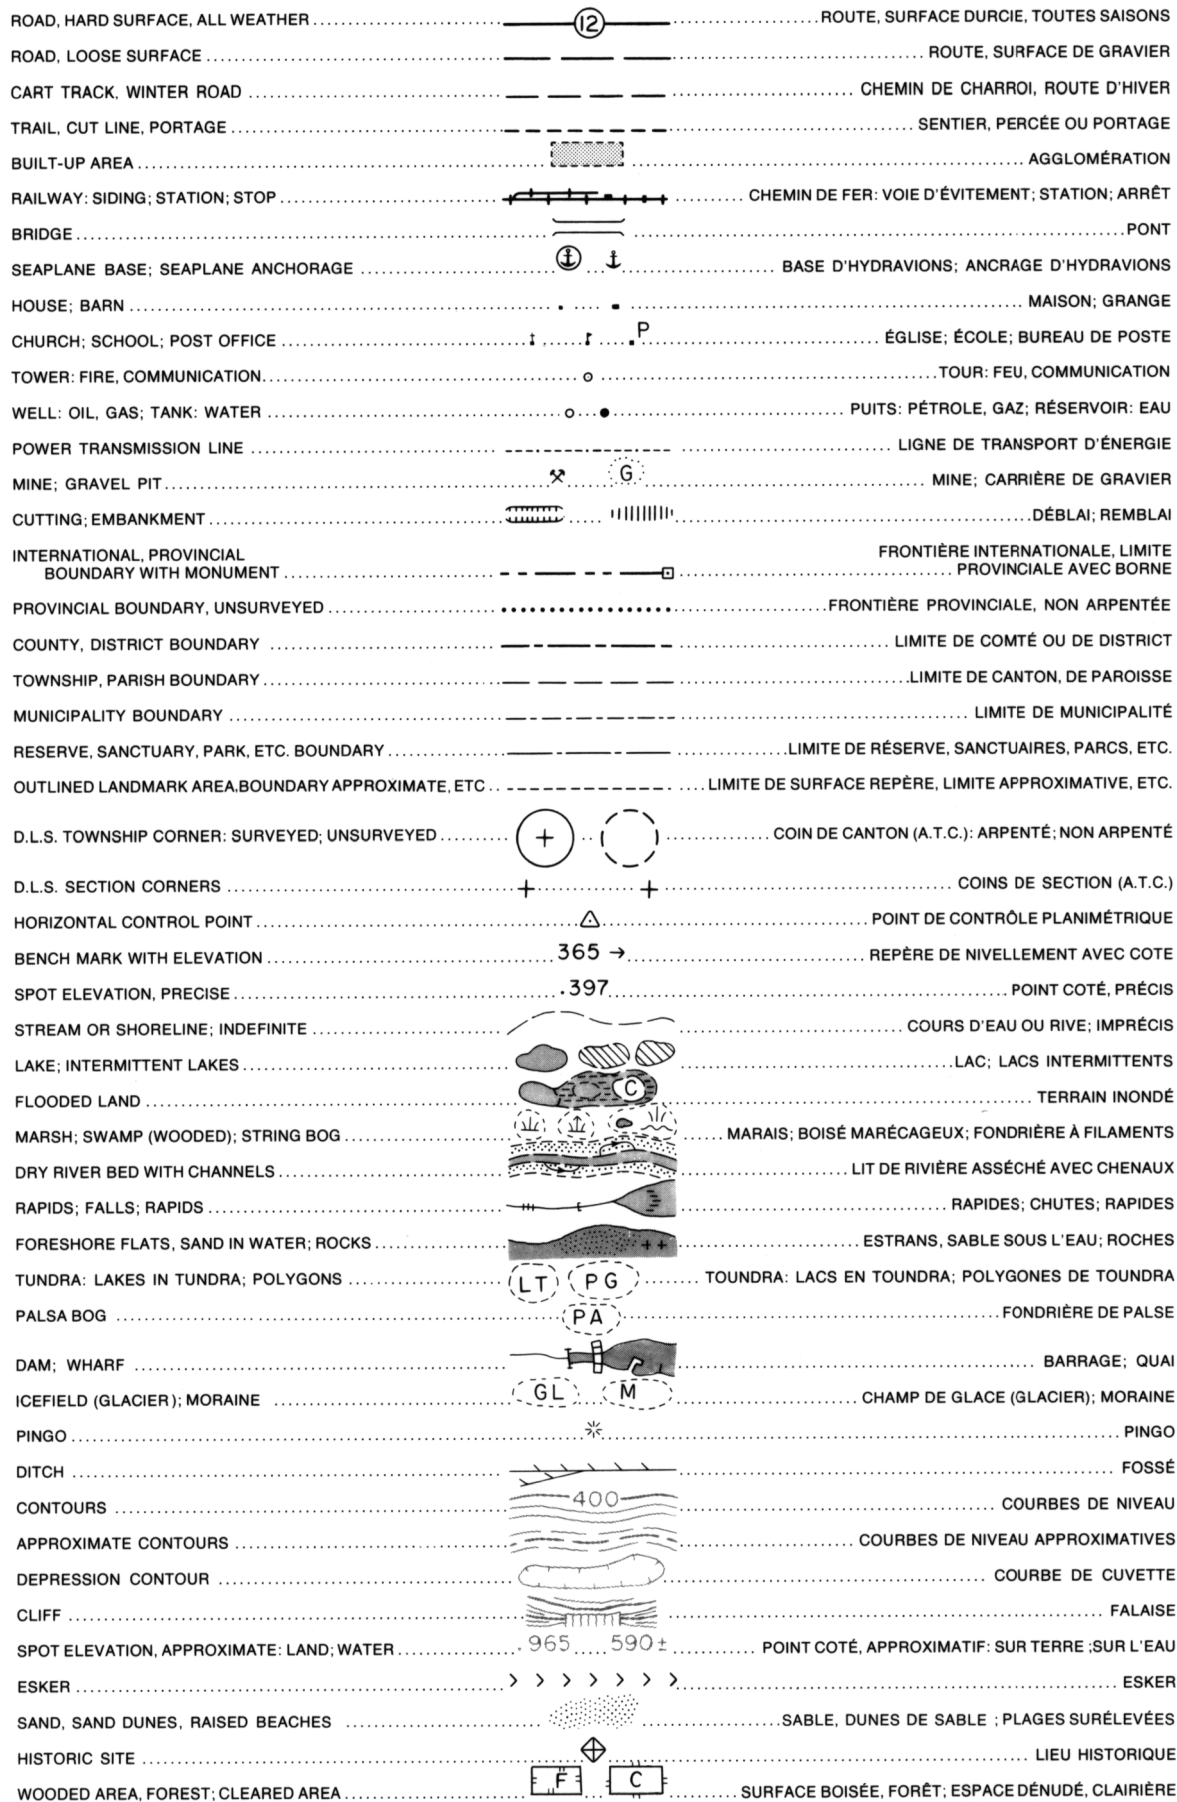 ROAD, HARD SURFACE, ALL WEATHER 12 ROUTE, SURFACE DURCIE, TOUTES SAISONS
ROAD, LOOSE SURFACE ROUTE, SURFACE DE GRAVIER
CART TRACK, WINTER ROAD CHEMIN DE CHARROI, ROUTE D'HIVER
TRAIL, CUT LINE, PORTAGE SENTIER, PERCÉE OU PORTAGE
BUILT-UP AREA AGGLOMÉRATION
RAILWAY: SIDING; STATION; STOP CHEMIN DE FER: VOIE D'ÉVITEMENT; STATION; ARRÊT
BRIDGE PONT
SEAPLANE BASE; SEAPLANE ANCHORAGE BASE D'HYDRAVIONS; ANCRAGE D'HYDRAVIONS
HOUSE; BARN MAISON; GRANGE
CHURCH; SCHOOL; POST OFFICE P ÉGLISE; ÉCOLE; BUREAU DE POSTE
TOWER: FIRE, COMMUNICATION TOUR: FEU, COMMUNICATION
WELL: OIL, GAS; TANK: WATER PUITS: PÉTROLE, GAZ; RÉSERVOIR: EAU
POWER TRANSMISSION LINE LIGNE DE TRANSPORT D'ÉNERGIE
MINE; GRAVEL PIT G MINE; CARRIÈRE DE GRAVIER
CUTTING; EMBANKMENT DÉBLAI; REMBLAI
INTERNATIONAL, PROVINCIAL FRONTIÈRE INTERNATIONALE, LIMITE
BOUNDARY WITH MONUMENT PROVINCIALE AVEC BORNE
PROVINCIAL BOUNDARY, UNSURVEYED FRONTIÈRE PROVINCIALE, NON ARPENTÉE
COUNTY, DISTRICT BOUNDARY LIMITE DE COMTÉ OU DE DISTRICT
TOWNSHIP, PARISH BOUNDARY LIMITE DE CANTON, DE PAROISSE
MUNICIPALITY BOUNDARY LIMITE DE MUNICIPALITÉ
RESERVE, SANCTUARY, PARK, ETC. BOUNDARY LIMITE DE RÉSERVE, SANCTUAIRES, PARCS, ETC.
OUTLINED LANDMARK AREA, BOUNDARY APPROXIMATE, ETC LIMITE DE SURFACE REPÈRE, LIMITE APPROXIMATIVE, ETC.
D.L.S. TOWNSHIP CORNER: SURVEYED; UNSURVEYED COIN DE CANTON (A.T.C.): ARPENTÉ; NON ARPENTÉ
D.L.S. SECTION CORNERS COINS DE SECTION (A.T.C.)
HORIZONTAL CONTROL POINT POINT DE CONTRÔLE PLANIMÉTRIQUE
BENCH MARK WITH ELEVATION 365 → REPÈRE DE NIVELLEMENT AVEC COTE
SPOT ELEVATION, PRECISE .397 POINT COTÉ, PRÉCIS
STREAM OR SHORELINE; INDEFINITE COURS D'EAU OU RIVE; IMPRÉCIS
LAKE; INTERMITTENT LAKES LAC; LACS INTERMITTENTS
FLOODED LAND C TERRAIN INONDÉ
MARSH; SWAMP (WOODED); STRING BOG MARAIS; BOISÉ MARÉCAGEUX; FONDRIÈRE À FILAMENTS
DRY RIVER BED WITH CHANNELS LIT DE RIVIÈRE ASSÉCHÉ AVEC CHENAUX
RAPIDS; FALLS; RAPIDS RAPIDES; CHUTES; RAPIDES
FORESHORE FLATS, SAND IN WATER; ROCKS ESTRANS, SABLE SOUS L'EAU; ROCHES
TUNDRA: LAKES IN TUNDRA; POLYGONS LT PG TOUNDRA: LACS EN TOUNDRA; POLYGONES DE TOUNDRA
PALSA BOG PA FONDRIÈRE DE PALSE
DAM; WHARF BARRAGE; QUAI
ICEFIELD (GLACIER); MORAINE GL M CHAMP DE GLACE (GLACIER); MORAINE
PINGO PINGO
DITCH FOSSÉ
CONTOURS 400 COURBES DE NIVEAU
APPROXIMATE CONTOURS COURBES DE NIVEAU APPROXIMATIVES
DEPRESSION CONTOUR COURBE DE CUVETTE
CLIFF FALAISE
SPOT ELEVATION, APPROXIMATE: LAND; WATER .965 590± POINT COTÉ, APPROXIMATIF: SUR TERRE ;SUR L'EAU
ESKER ESKER
SAND, SAND DUNES, RAISED BEACHES SABLE, DUNES DE SABLE ; PLAGES SURÉLEVÉES
HISTORIC SITE LIEU HISTORIQUE
WOODED AREA, FOREST; CLEARED AREA F C SURFACE BOISÉE, FORÊT; ESPACE DÉNUDÉ, CLAIRIÈRE